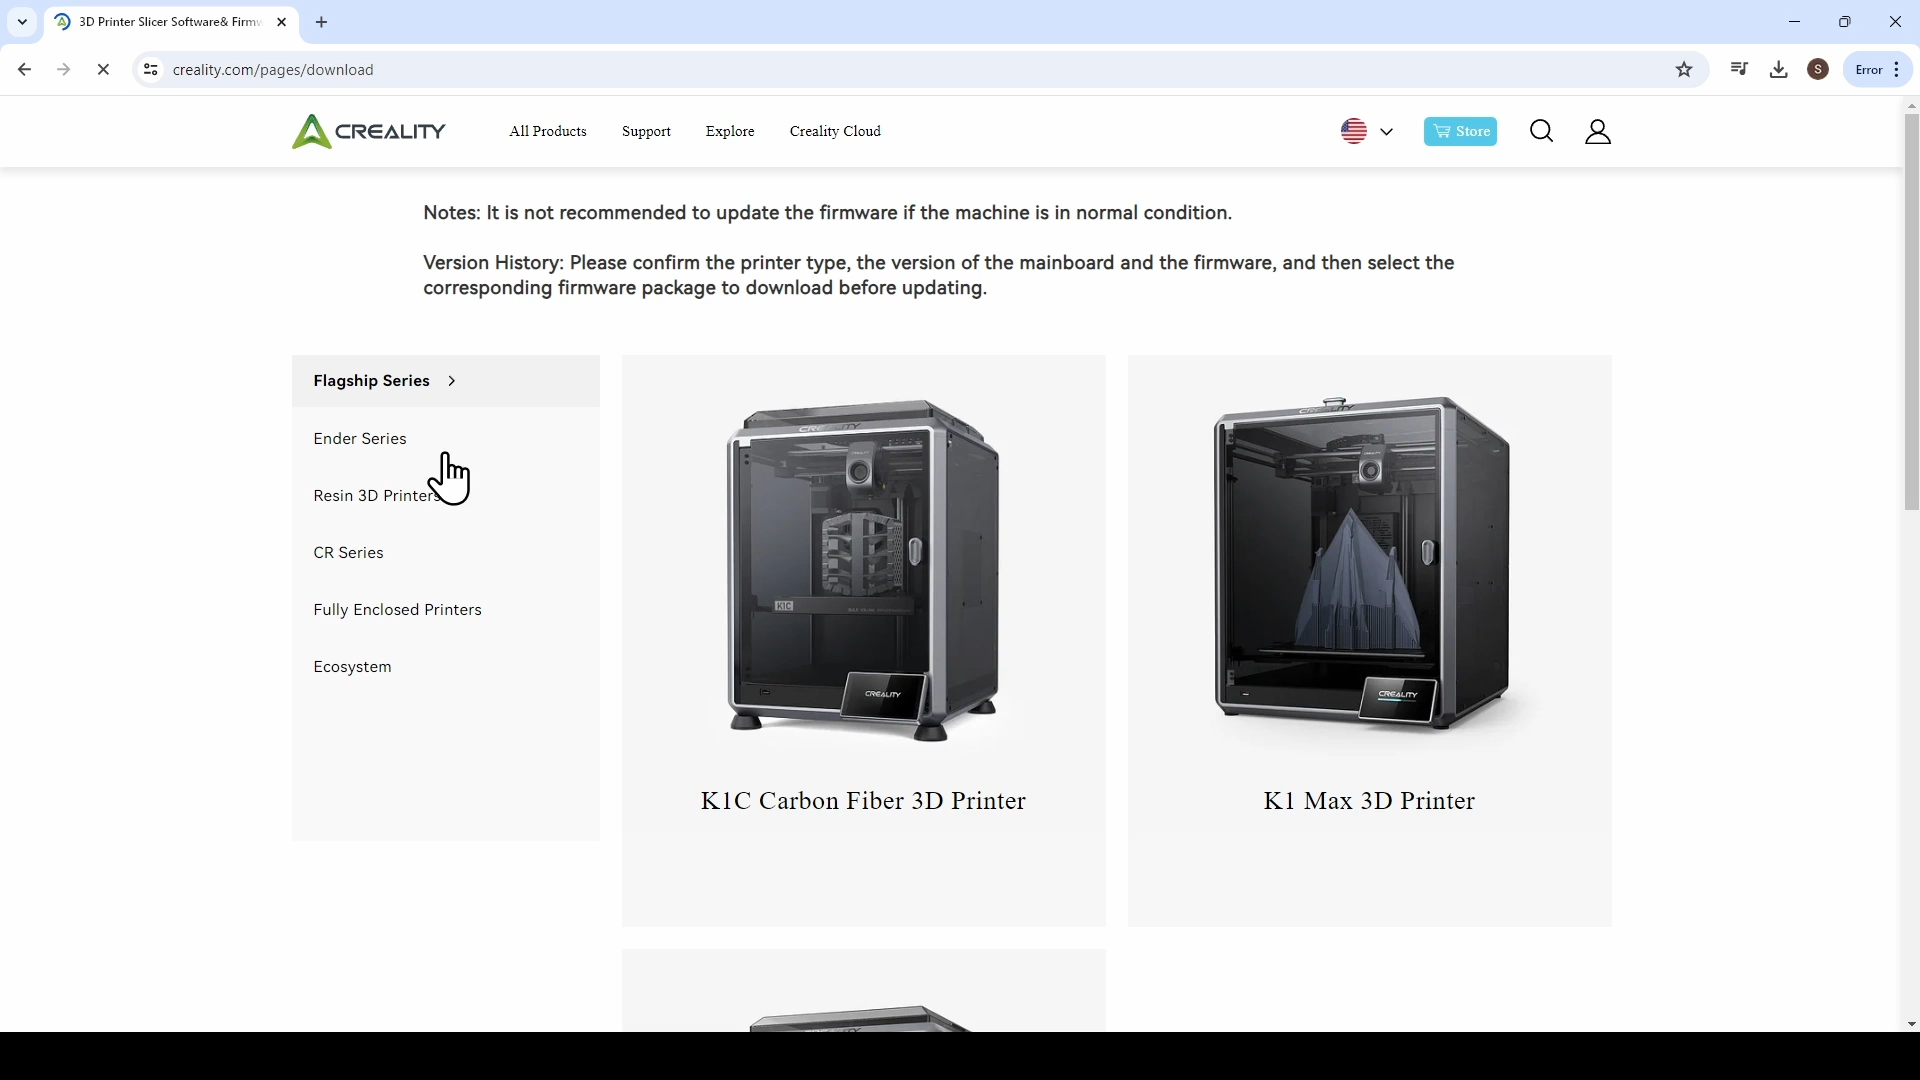 3D Printer Slicer Software& Firmw
creality.com/pages/download
S
Error
CREALITY
All Products
Support
Explore
Creality Cloud
Store
Notes: It is not recommended to update the firmware if the machine is in normal condition.
Version History: Please confirm the printer type, the version of the mainboard and the firmware, and then select the
corresponding firmware package to download before updating.
Flagship Series
Ender Series
Resin 3D Printers
CR Series
Fully Enclosed Printers
Ecosystem
CREALITY
K1C
CREALITY
K1C Carbon Fiber 3D Printer
CREALITY
CREALITY
K1 Max 3D Printer